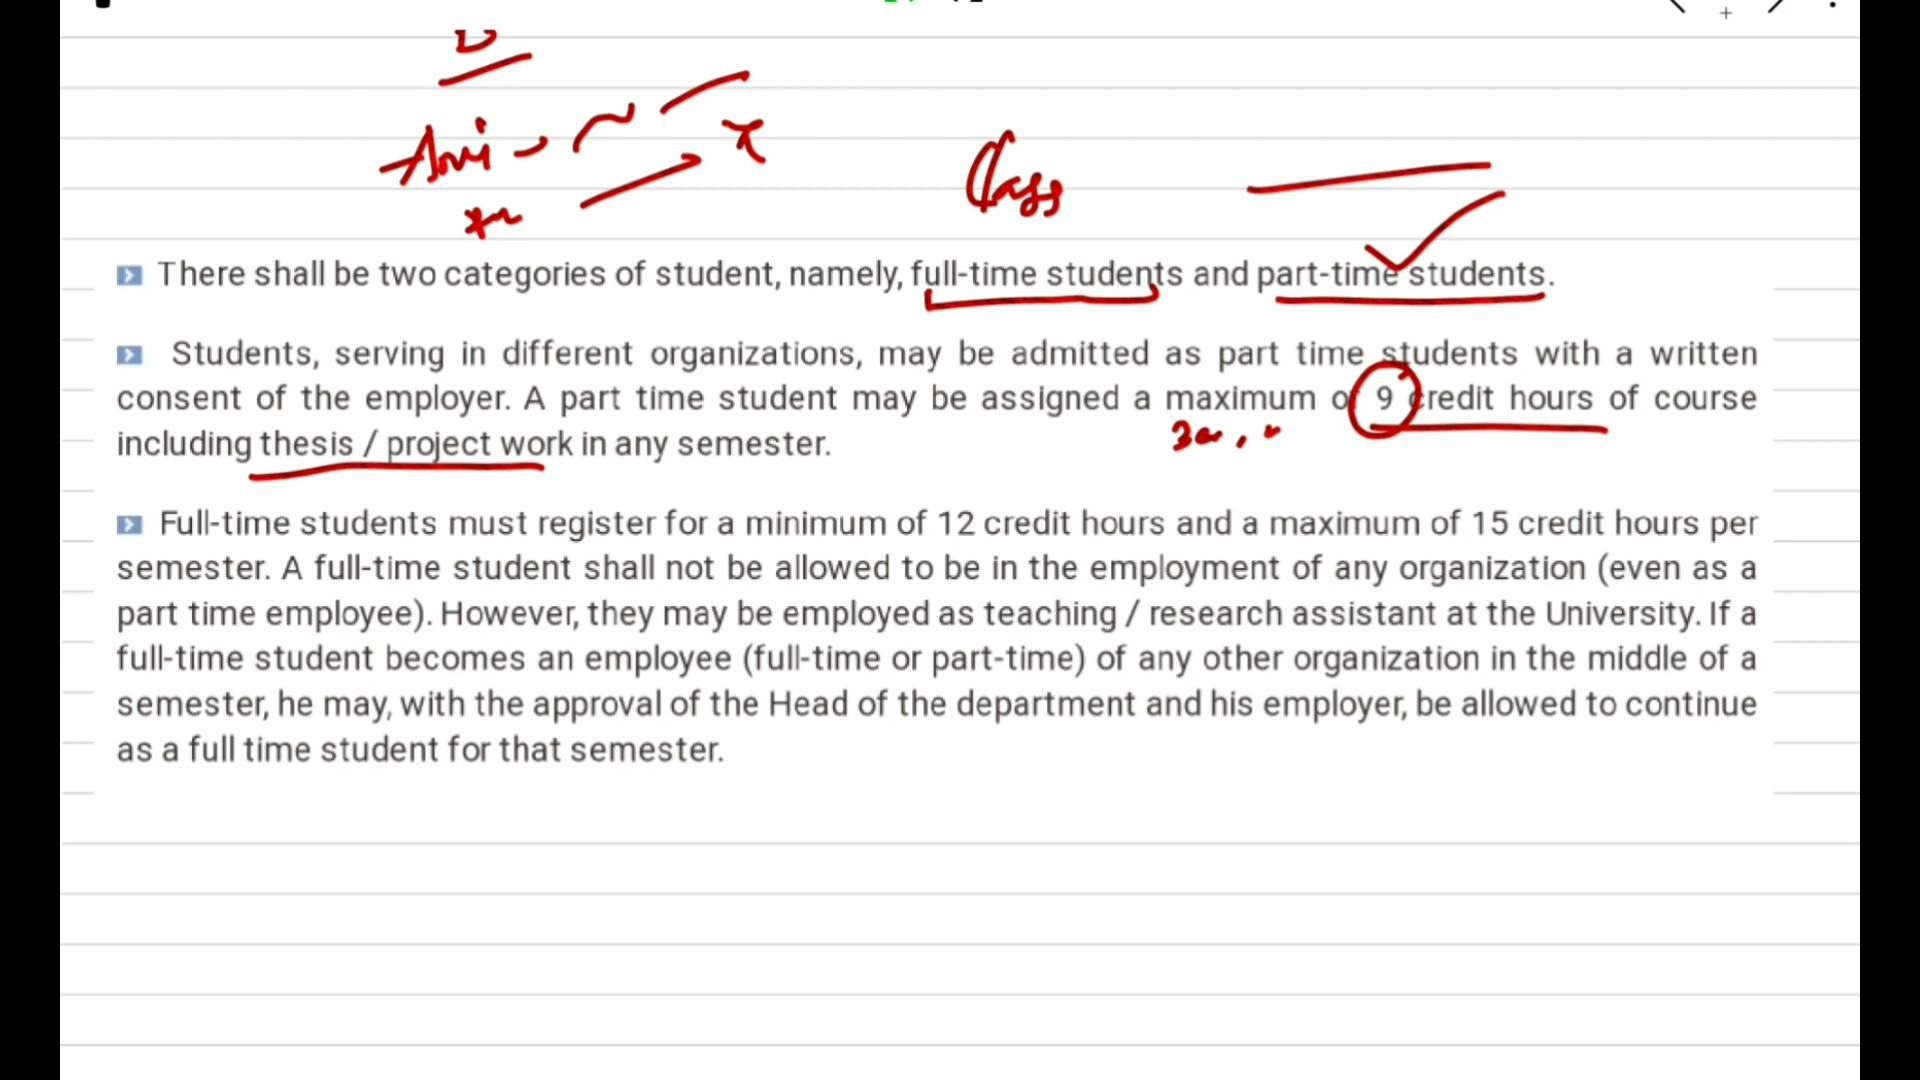 Class
There shall be two categories of student, namely, full-time students and part-time students.
Students, serving in different organizations, may be admitted as part time students with a written
consent of the employer. A part time student may be assigned a maximum of 9 credit hours of course
including thesis / project work in any semester.
Full-time students must register for a minimum of 12 credit hours and a maximum of 15 credit hours per
semester. A full-time student shall not be allowed to be in the employment of any organization (even as a
part time employee). However, they may be employed as teaching / research assistant at the University. If a
full-time student becomes an employee (full-time or part-time) of any other organization in the middle of a
semester, he may, with the approval of the Head of the department and his employer, be allowed to continue
as a full time student for that semester.